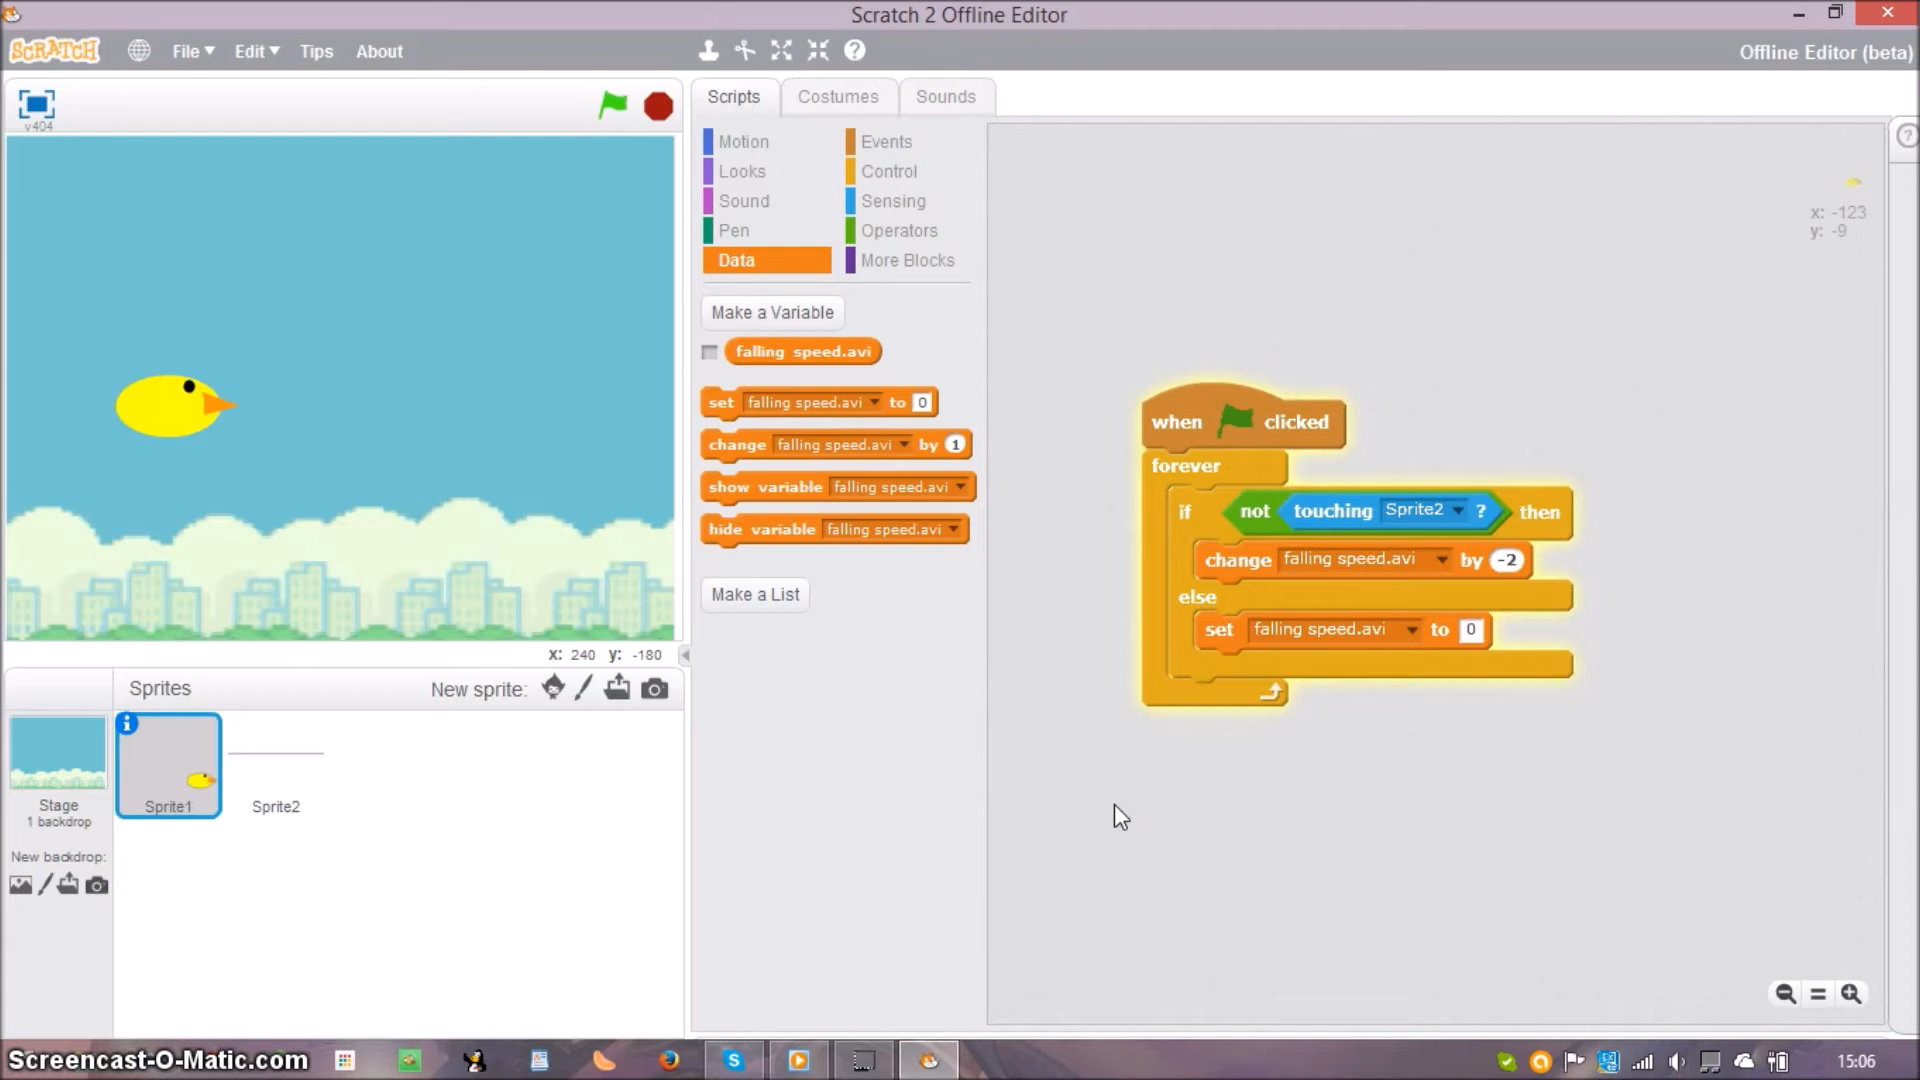 Scratch 2 Offline Editor
SCRATCH File Edit Tips About
Offline Editor (beta)
v404
Scripts Costumes Sounds
Motion Events
Looks Control
Sound Sensing
Pen Operators
Data More Blocks
Make a Variable
falling speed.avi
set falling speed.avi to 0
change falling speed.avi by 1
show variable falling speed.avi
hide variable falling speed.avi
Make a List
x: -123
y: -9
when clicked
forever
if not touching Sprite2 ? then
change falling speed.avi by -2
else
set falling speed.avi to 0
x: 240 y: -180
Sprites New sprite:
Stage
1 backdrop
Sprite1
Sprite2
New backdrop:
Screencast-O-Matic.com
15:06